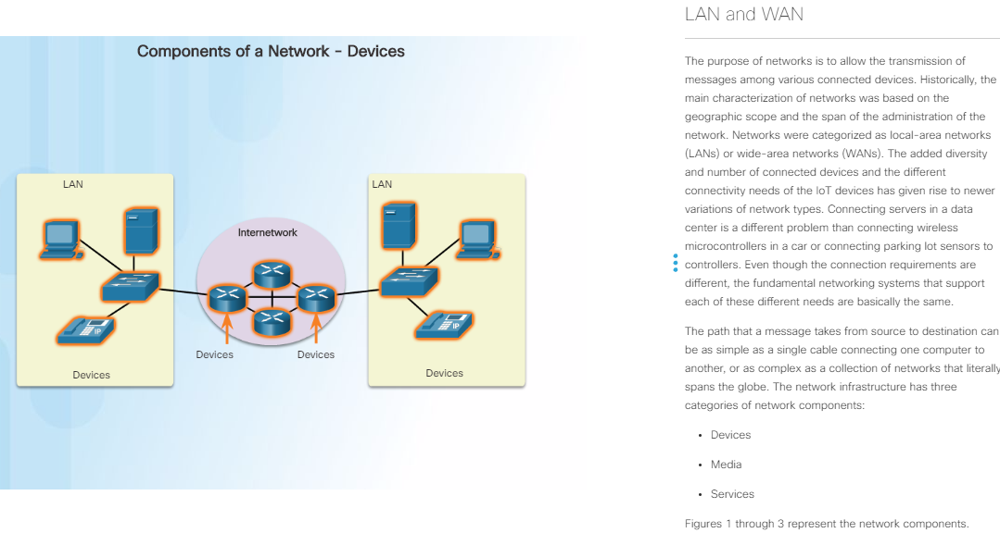 Components of a Network - Devices
LAN
LAN
Internetwork
IP
IP
Devices
Devices
Devices
Devices
LAN and WAN
The purpose of networks is to allow the transmission of
messages among various connected devices. Historically, the
main characterization of networks was based on the
geographic scope and the span of the administration of the
network. Networks were categorized as local-area networks
(LANs) or wide-area networks (WANs). The added diversity
and number of connected devices and the different
connectivity needs of the IoT devices has given rise to newer
variations of network types. Connecting servers in a data
center is a different problem than connecting wireless
microcontrollers in a car or connecting parking lot sensors to
controllers. Even though the connection requirements are
different, the fundamental networking systems that support
each of these different needs are basically the same.
The path that a message takes from source to destination can
be as simple as a single cable connecting one computer to
another, or as complex as a collection of networks that literally
spans the globe. The network infrastructure has three
categories of network components:
• Devices
• Media
• Services
Figures 1 through 3 represent the network components.